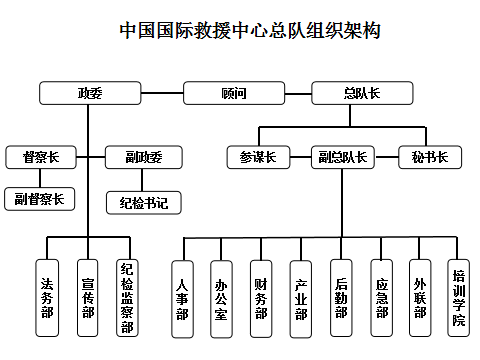 中国国际救援中心总队组织架构
政委
顾问
总队长
督察长
副政委
参谋长
副总队长
秘书长
副督察长
纪检书记
法务部
宣传部
纪检监察部
人事部
办公室
财务部
产业部
后勤部
应急部
外联部
培训学院